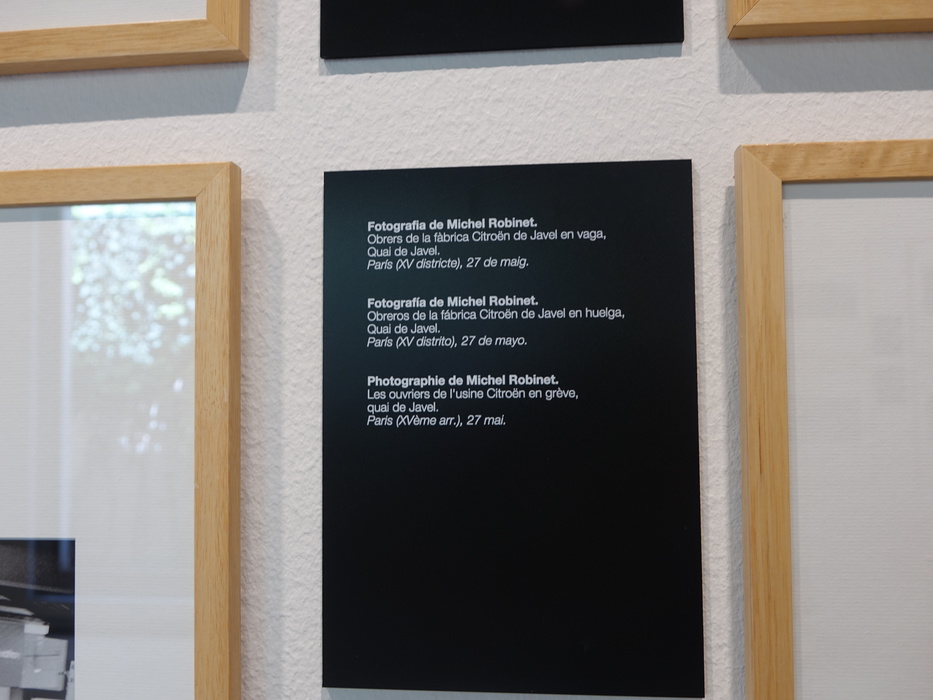 Fotografia de Michel Robinet.
Obrers de la fàbrica Citroën de Javel en vaga,
Quai de Javel.
París (XV districte), 27 de maig.
Fotografía de Michel Robinet.
Obreros de la fábrica Citroën de Javel en huelga,
Quai de Javel.
París (XV distrito), 27 de mayo.
Photographie de Michel Robinet.
Les ouvriers de l'usine Citroën en grève,
quai de Javel.
Paris (XVème arr.), 27 mai.